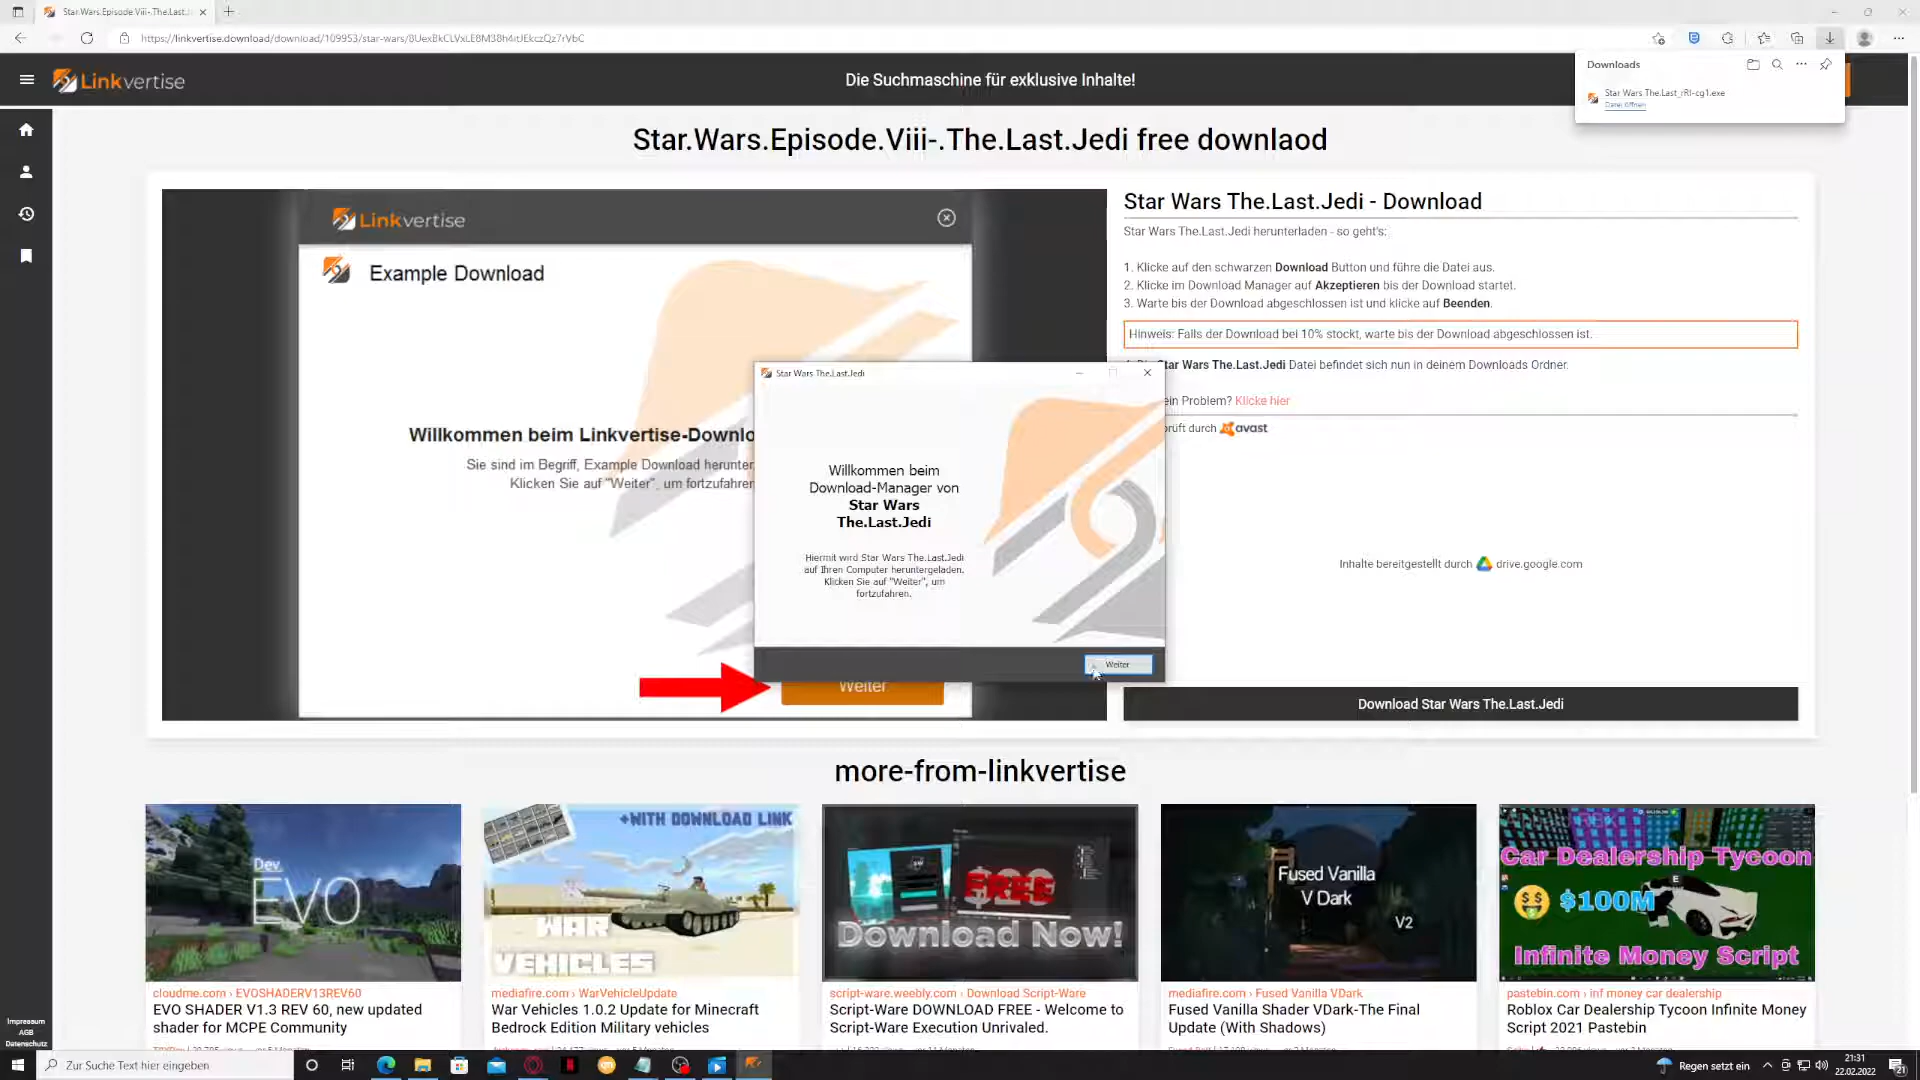 Star.Wars.Episode.Viii-.The.Last.J
https://linkvertise.download/download/109953/star-wars/
Linkvertise
Die Suchmaschine für exklusive Inhalte!
Downloads
Star Wars The.Last_rRI-cg1.exe
Datei öffnen
Star.Wars.Episode.Viii-.The.Last.Jedi free downlaod
Linkvertise
Example Download
Willkommen beim Linkvertise-Downlo
Sie sind im Begriff, Example Download herunter
Klicken Sie auf "Weiter", um fortzufahren
Weiter
Star Wars The.Last.Jedi
Willkommen beim
Download-Manager von
Star Wars
The.Last.Jedi
Hiermit wird Star Wars The.Last.Jedi
auf Ihren Computer heruntergeladen.
Klicken Sie auf "Weiter", um
fortzufahren.
Weiter
Star Wars The.Last.Jedi - Download
Star Wars The.Last.Jedi herunterladen - so geht's:
1. Klicke auf den schwarzen Download Button und führe die Datei aus.
2. Klicke im Download Manager auf Akzeptieren bis der Download startet.
3. Warte bis der Download abgeschlossen ist und klicke auf Beenden.
Hinweis: Falls der Download bei 10% stockt, warte bis der Download abgeschlossen ist.
tar Wars The.Last.Jedi Datei befindet sich nun in deinem Downloads Ordner.
ein Problem? Klicke hier
rüft durch avast
Inhalte bereitgestellt durch drive.google.com
Download Star Wars The.Last.Jedi
more-from-linkvertise
Dev.
EVO
cloudme.com › EVOSHADERV13REV60
EVO SHADER V1.3 REV 60, new updated
shader for MCPE Community
+WITH DOWNLOAD LINK
WAR
VEHICLES
mediafire.com › WarVehicleUpdate
War Vehicles 1.0.2 Update for Minecraft
Bedrock Edition Military vehicles
FREE
Download Now!
script-ware.weebly.com › Download Script-Ware
Script-Ware DOWNLOAD FREE - Welcome to
Script-Ware Execution Unrivaled.
Fused Vanilla
V Dark
V2
mediafire.com › Fused Vanilla VDark
Fused Vanilla Shader VDark-The Final
Update (With Shadows)
Car Dealership Tycoon
$100M
Infinite Money Script
pastebin.com › inf money car dealership
Roblox Car Dealership Tycoon Infinite Money
Script 2021 Pastebin
Impressum
AGB
Datenschutz
Zur Suche Text hier eingeben
Regen setzt ein
21:31
22.02.2022
21